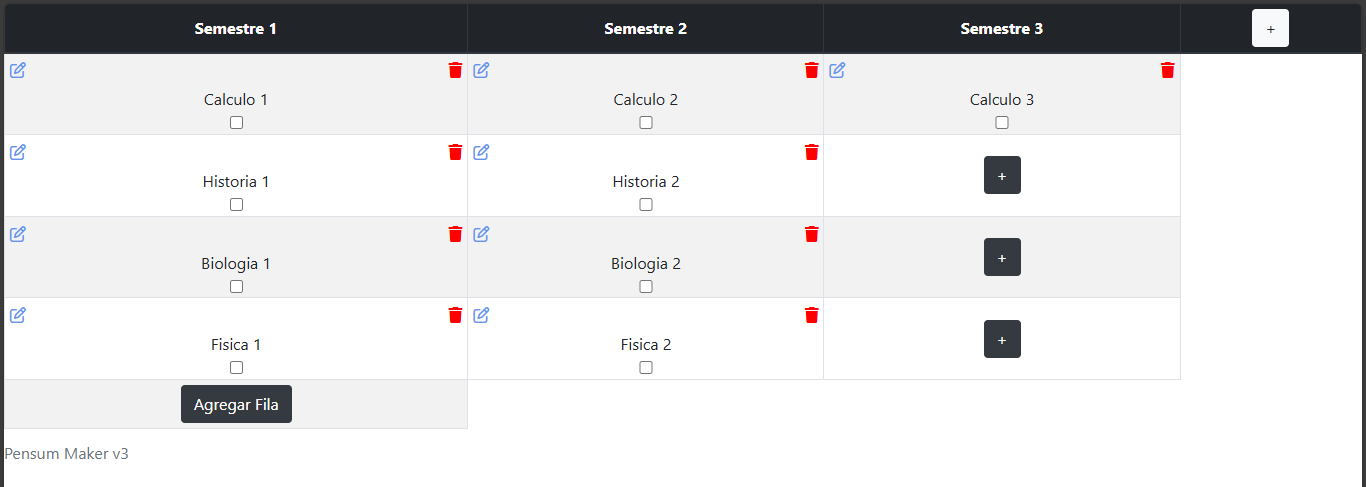 Semestre 1 Semestre 2 Semestre 3 +
Calculo 1 Calculo 2 Calculo 3
Historia 1 Historia 2 +
Biologia 1 Biologia 2 +
Fisica 1 Fisica 2 +
Agregar Fila
Pensum Maker v3